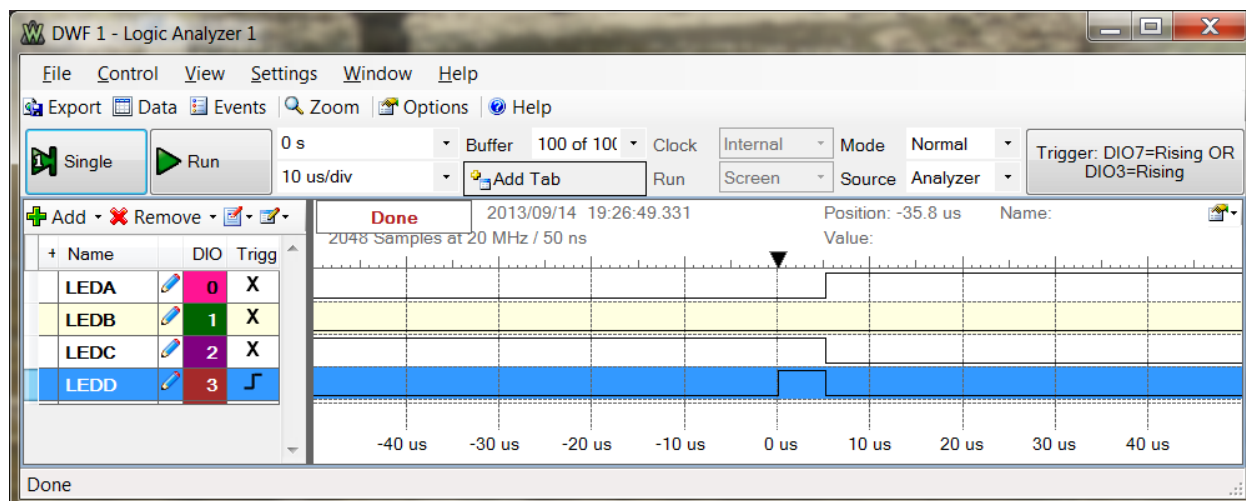 DWF 1 - Logic Analyzer 1
File Control View Settings Window Help
Export Data Events Zoom Options Help
1 Single Run
0 s Buffer 100 of 100 Clock Internal Mode Normal
10 us/div Add Tab Run Screen Source Analyzer
Trigger: DIO7=Rising OR
DIO3=Rising
Add Remove
Done 2013/09/14 19:26:49.331 Position: -35.8 us Name:
2048 Samples at 20 MHz / 50 ns Value:
+ Name DIO Trigg
LEDA 0 X
LEDB 1 X
LEDC 2 X
LEDD 3
-40 us -30 us -20 us -10 us 0 us 10 us 20 us 30 us 40 us
Done